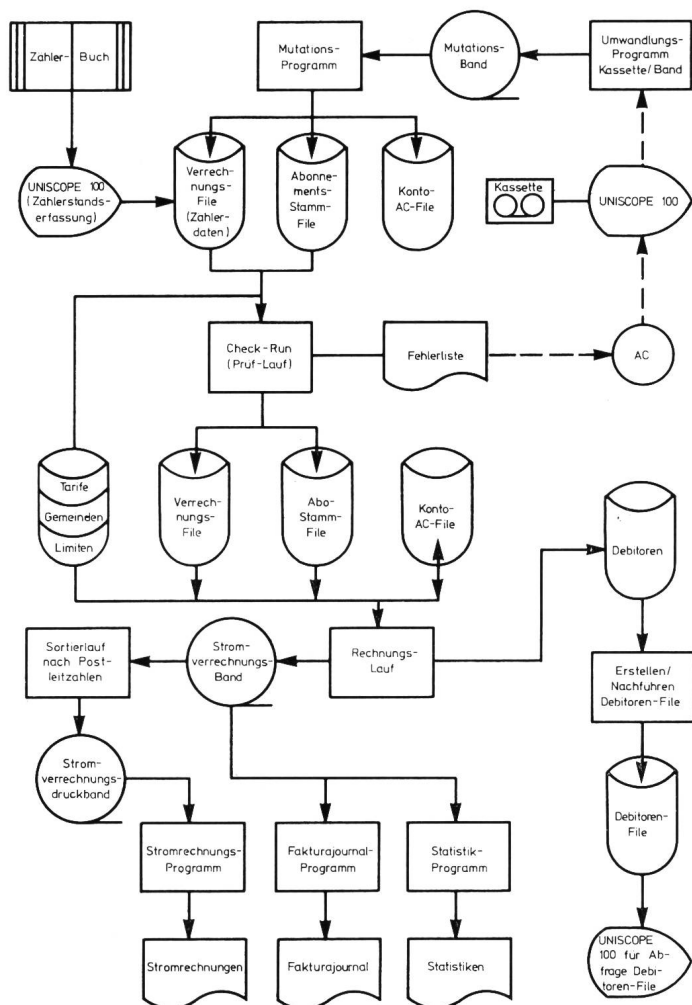 Zähler- Buch
Mutations-
Programm
Mutations-
Band
Umwandlungs-
Programm
Kassette/Band
UNISCOPE 100
(Zählerstands-
erfassung)
Verrech-
nungs-
File
(Zähler-
daten)
Abonne-
ments-
Stamm-
File
Konto-
AC-File
Kassette
UNISCOPE 100
Check-Run
(Prüf-Lauf)
Fehlerliste
AC
Tarife
Gemeinden
Limiten
Verrech-
nungs-
File
Abo-
Stamm-
File
Konto-
AC-File
Debitoren
Sortierlauf
nach Post-
leitzahlen
Strom-
verrechnungs-
Band
Rechnungs-
Lauf
Erstellen/
Nachführen
Debitoren-File
Strom-
verrechnungs-
druckband
Debitoren-
File
Stromrechnungs-
Programm
Fakturajournal-
Programm
Statistik-
Programm
Stromrechnungen
Fakturajournal
Statistiken
UNISCOPE
100 für Ab-
frage Debi-
toren-File